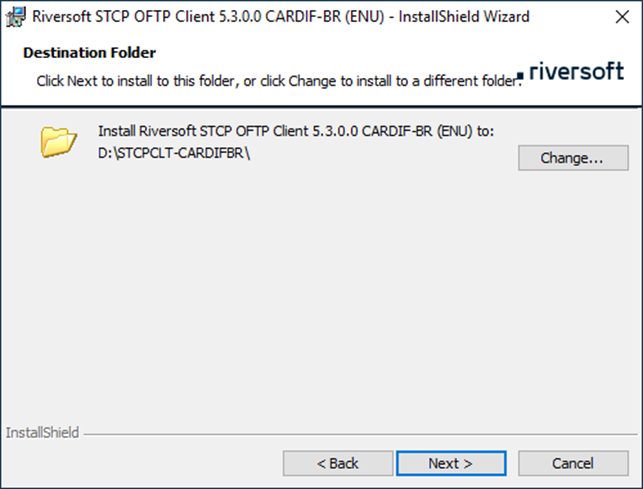 Riversoft STCP OFTP Client 5.3.0.0 CARDIF-BR (ENU) - InstallShield Wizard
Destination Folder
Click Next to install to this folder, or click Change to install to a different folder.
riversoft
Install Riversoft STCP OFTP Client 5.3.0.0 CARDIF-BR (ENU) to:
D:\STCPCLT-CARDIFBR\
Change...
InstallShield
< Back
Next >
Cancel